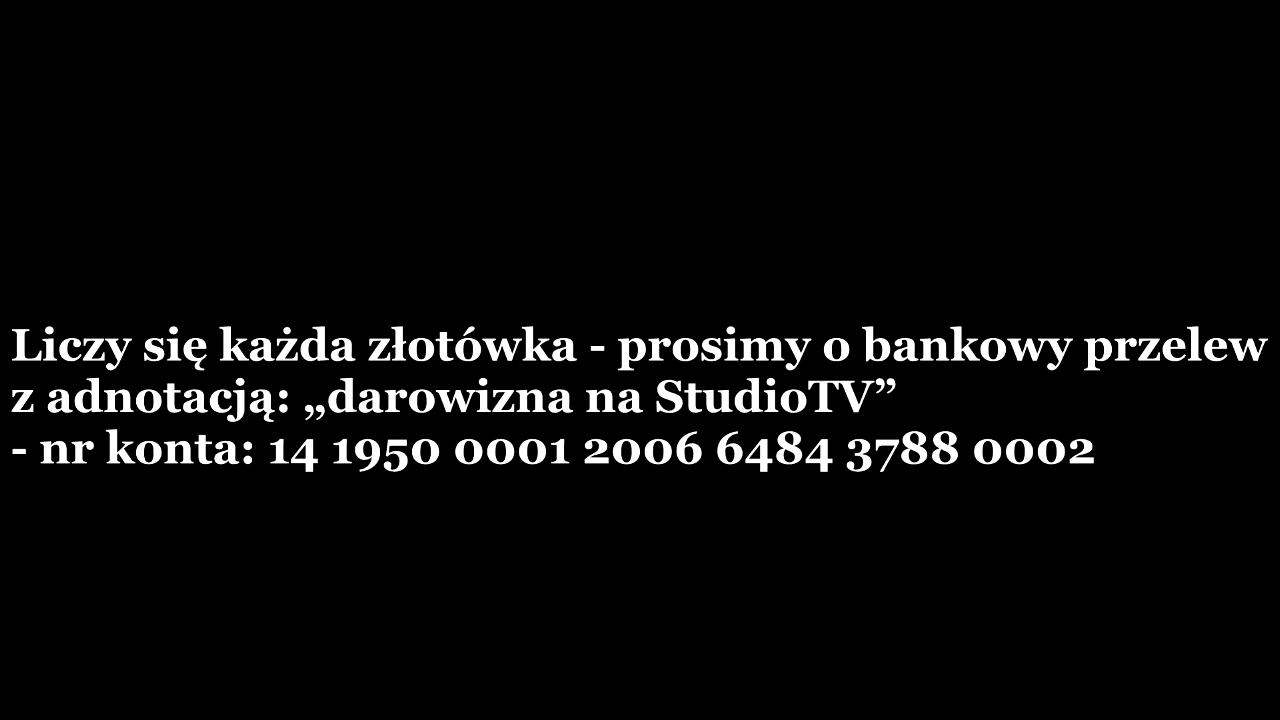 Liczy się każda złotówka - prosimy o bankowy przelew
z adnotacją: „darowizna na StudioTV”
- nr konta: 14 1950 0001 2006 6484 3788 0002